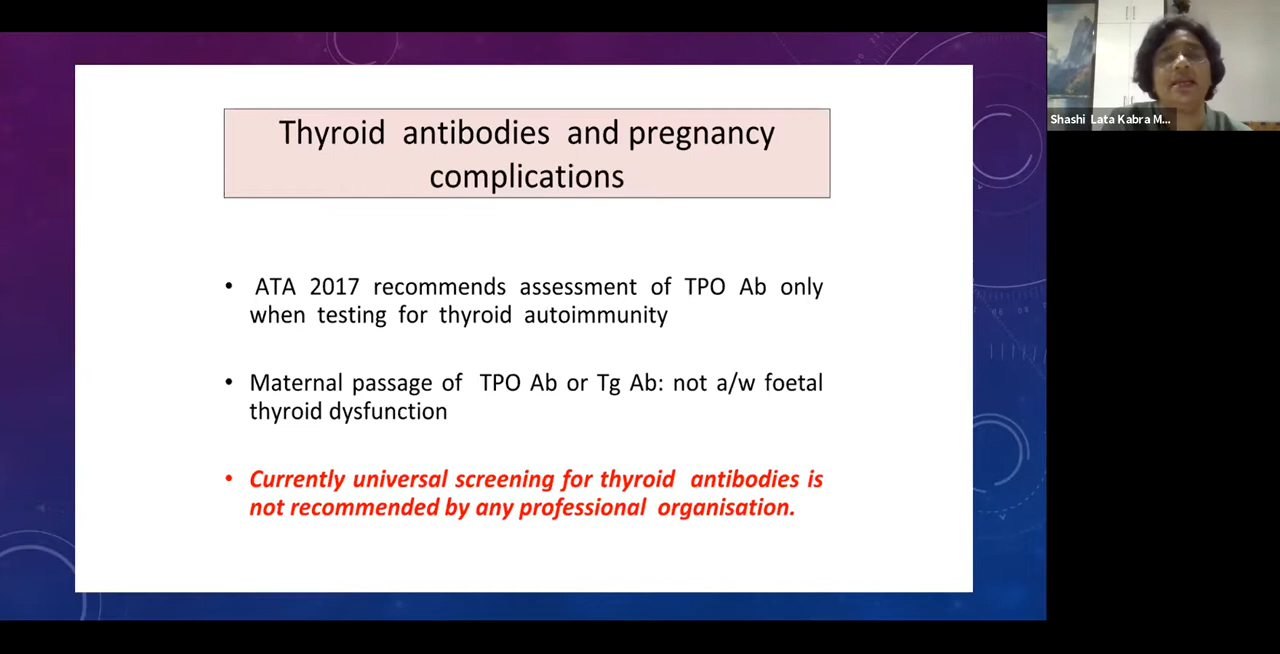 Thyroid antibodies and pregnancy
complications
• ATA 2017 recommends assessment of TPO Ab only
when testing for thyroid autoimmunity
• Maternal passage of TPO Ab or Tg Ab: not a/w foetal
thyroid dysfunction
• Currently universal screening for thyroid antibodies is
not recommended by any professional organisation.
Shashi Lata Kabra M...